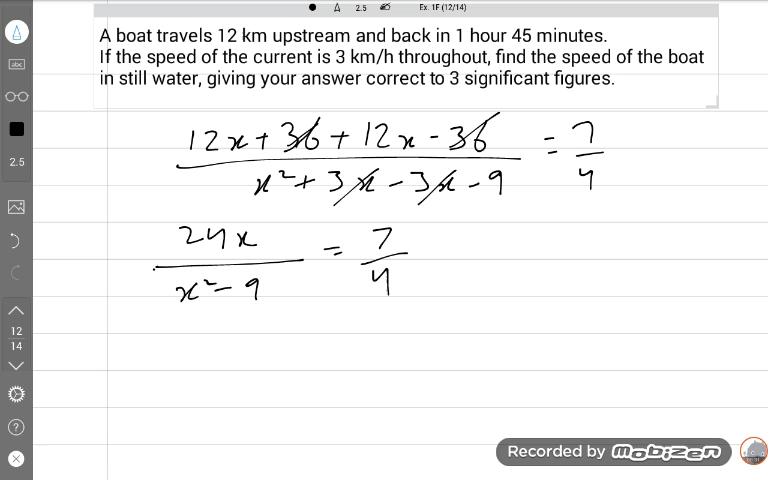 2.5 Ex. 1F (12/14)
A boat travels 12 km upstream and back in 1 hour 45 minutes.
If the speed of the current is 3 km/h throughout, find the speed of the boat
in still water, giving your answer correct to 3 significant figures.
abc
2.5
12
14
12x + 36 + 12x - 36 = 7
x² + 3x - 3x - 9 4
24x = 7
x² - 9 4
Recorded by mobizen